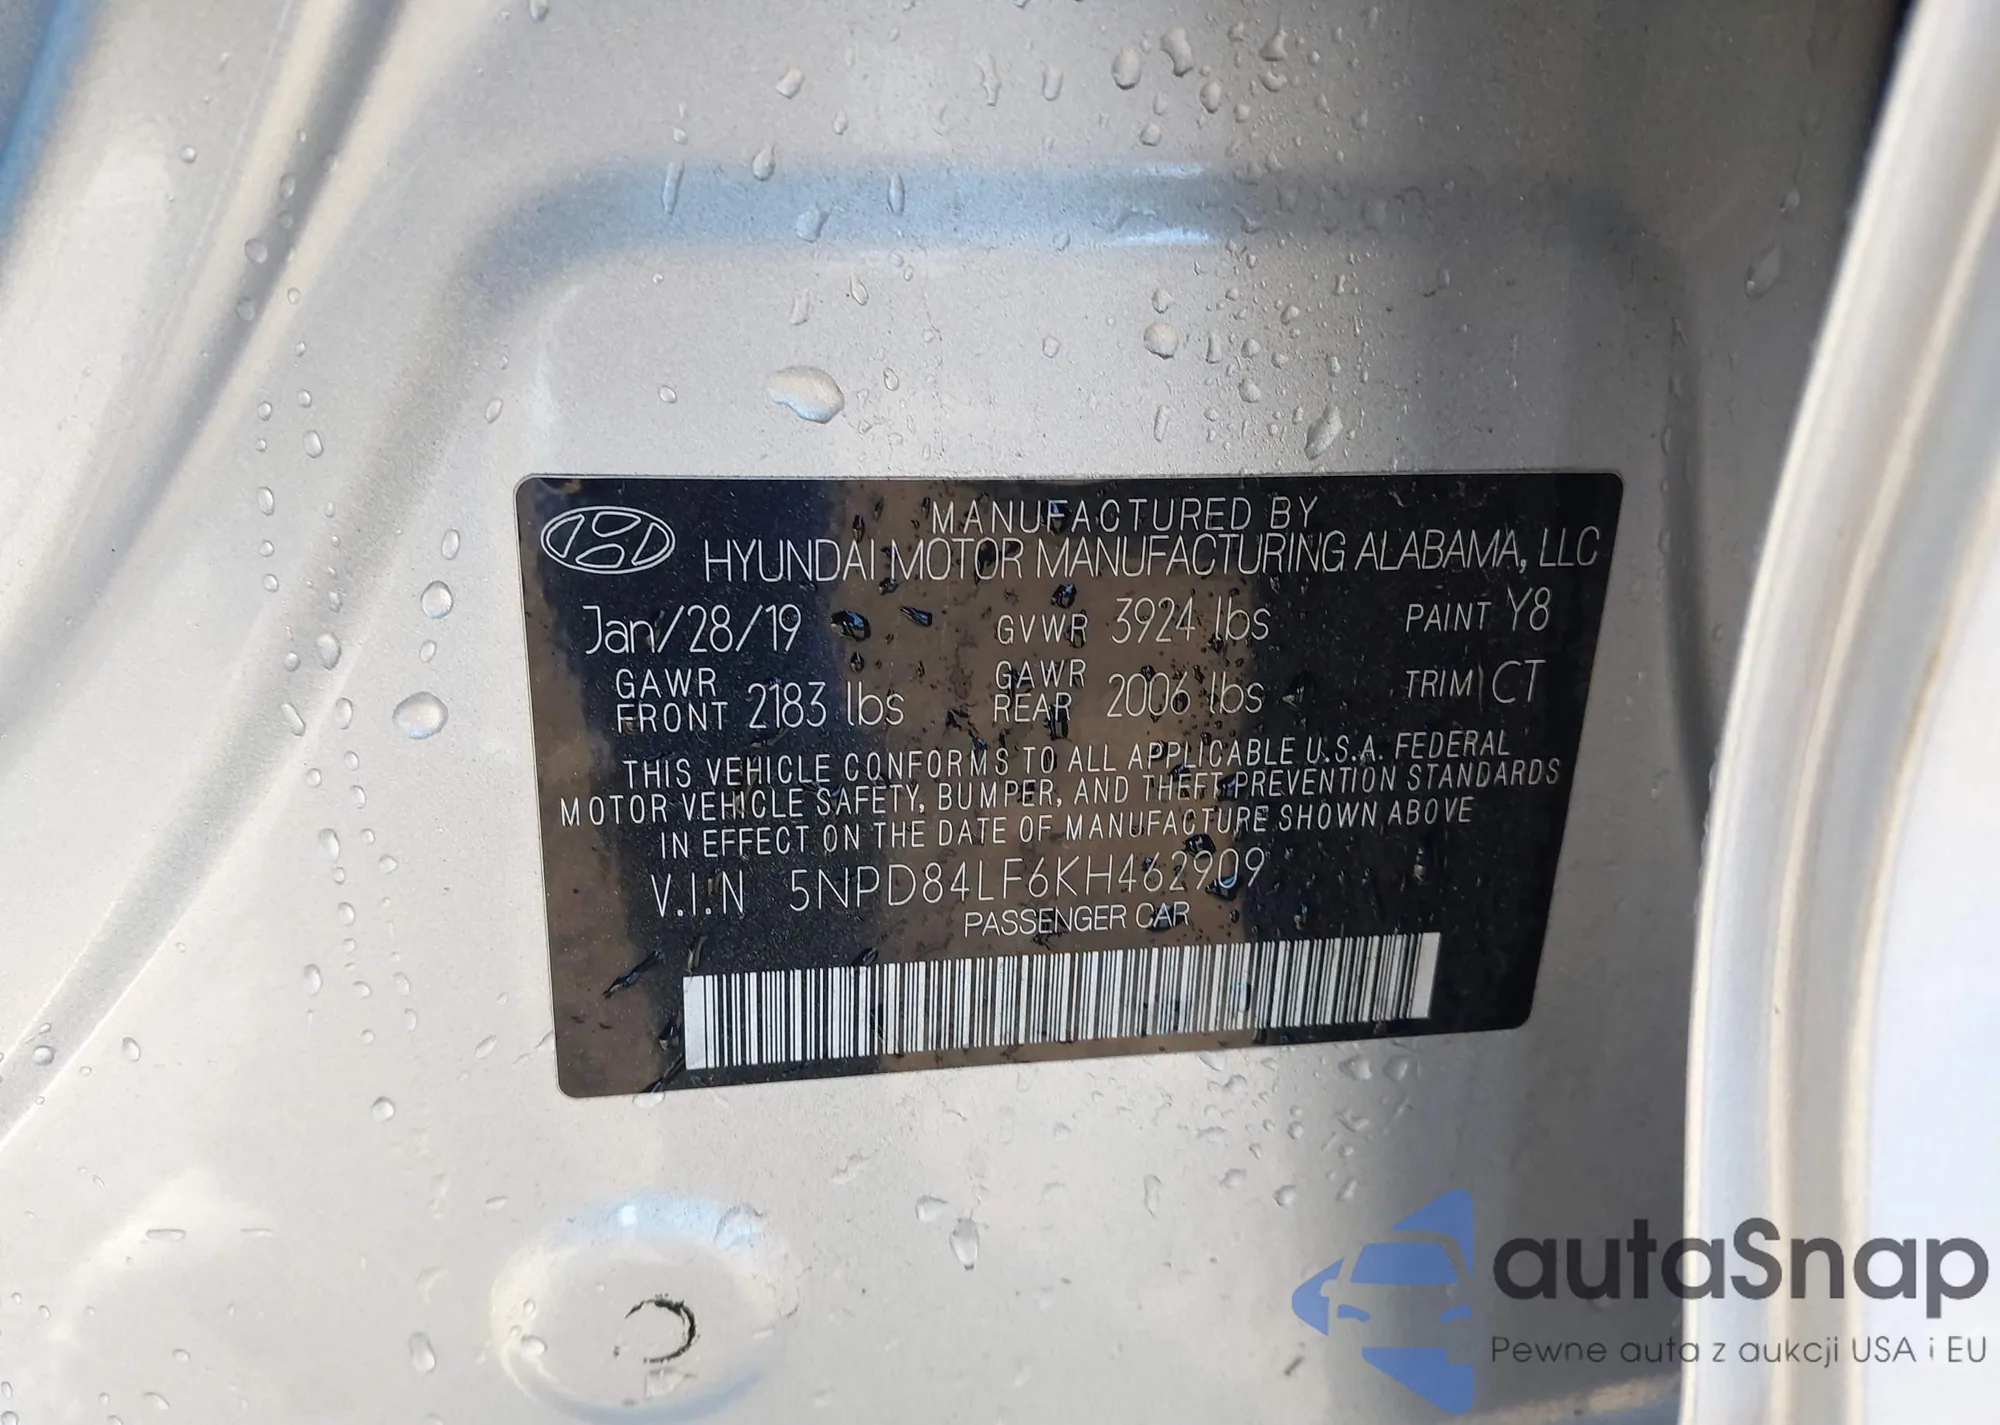 MANUFACTURED BY
HYUNDAI MOTOR MANUFACTURING ALABAMA, LLC
Jan/28/19 GVWR 3924 lbs PAINT Y8
GAWR FRONT 2183 lbs GAWR REAR 2006 lbs TRIM CT
THIS VEHICLE CONFORMS TO ALL APPLICABLE U.S.A. FEDERAL
MOTOR VEHICLE SAFETY, BUMPER, AND THEFT PREVENTION STANDARDS
IN EFFECT ON THE DATE OF MANUFACTURE SHOWN ABOVE
V.I.N 5NPD84LF6KH462909
PASSENGER CAR
autaSnap
Pewne auta z aukcji USA i EU